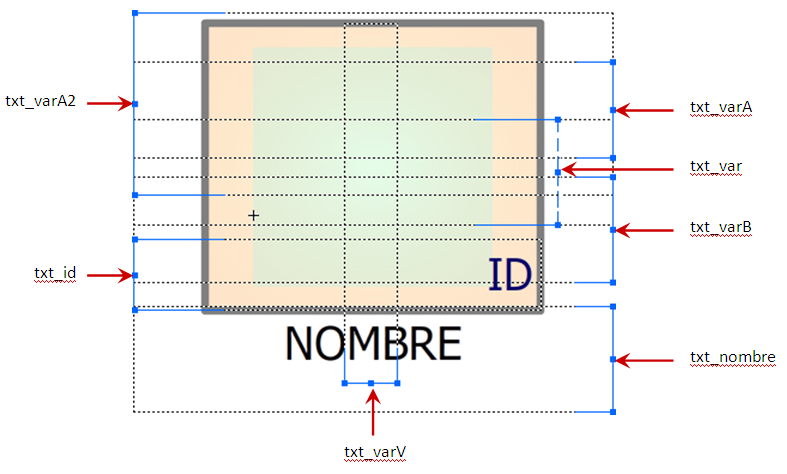 txt_varA2
txt_varA
txt_var
txt_varB
txt_id
ID
NOMBRE
txt_nombre
txt_varV